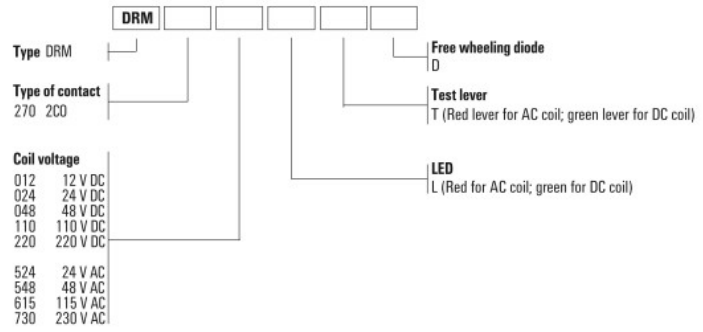 DRM
Type DRM
Type of contact
270 2CO
Coil voltage
012 12 V DC
024 24 V DC
048 48 V DC
110 110 V DC
220 220 V DC
524 24 V AC
548 48 V AC
615 115 V AC
730 230 V AC
Free wheeling diode
D
Test lever
T (Red lever for AC coil; green lever for DC coil)
LED
L (Red for AC coil; green for DC coil)